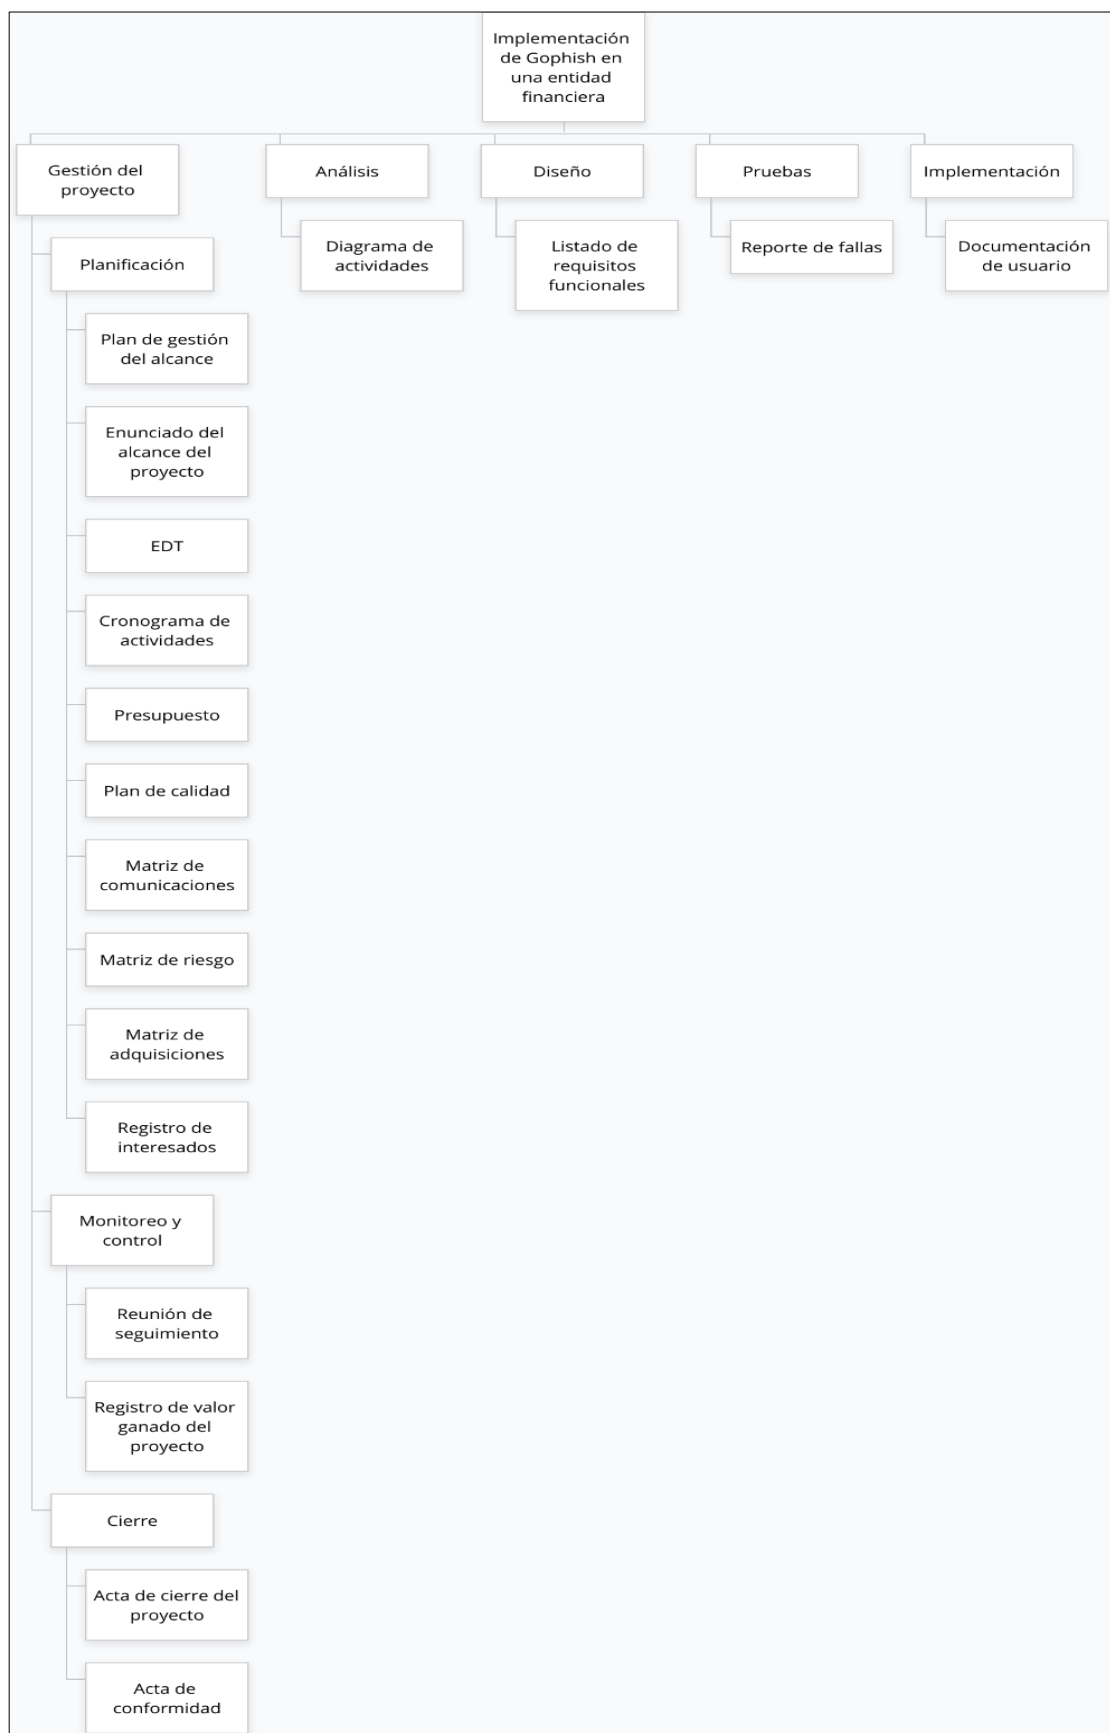 Implementación
de Gophish en
una entidad
financiera
Gestión del
proyecto
Análisis
Diseño
Pruebas
Implementación
Diagrama de
actividades
Listado de
requisitos
funcionales
Reporte de fallas
Documentación
de usuario
Planificación
Plan de gestión
del alcance
Enunciado del
alcance del
proyecto
EDT
Cronograma de
actividades
Presupuesto
Plan de calidad
Matriz de
comunicaciones
Matriz de riesgo
Matriz de
adquisiciones
Registro de
interesados
Monitoreo y
control
Reunión de
seguimiento
Registro de valor
ganado del
proyecto
Cierre
Acta de cierre del
proyecto
Acta de
conformidad